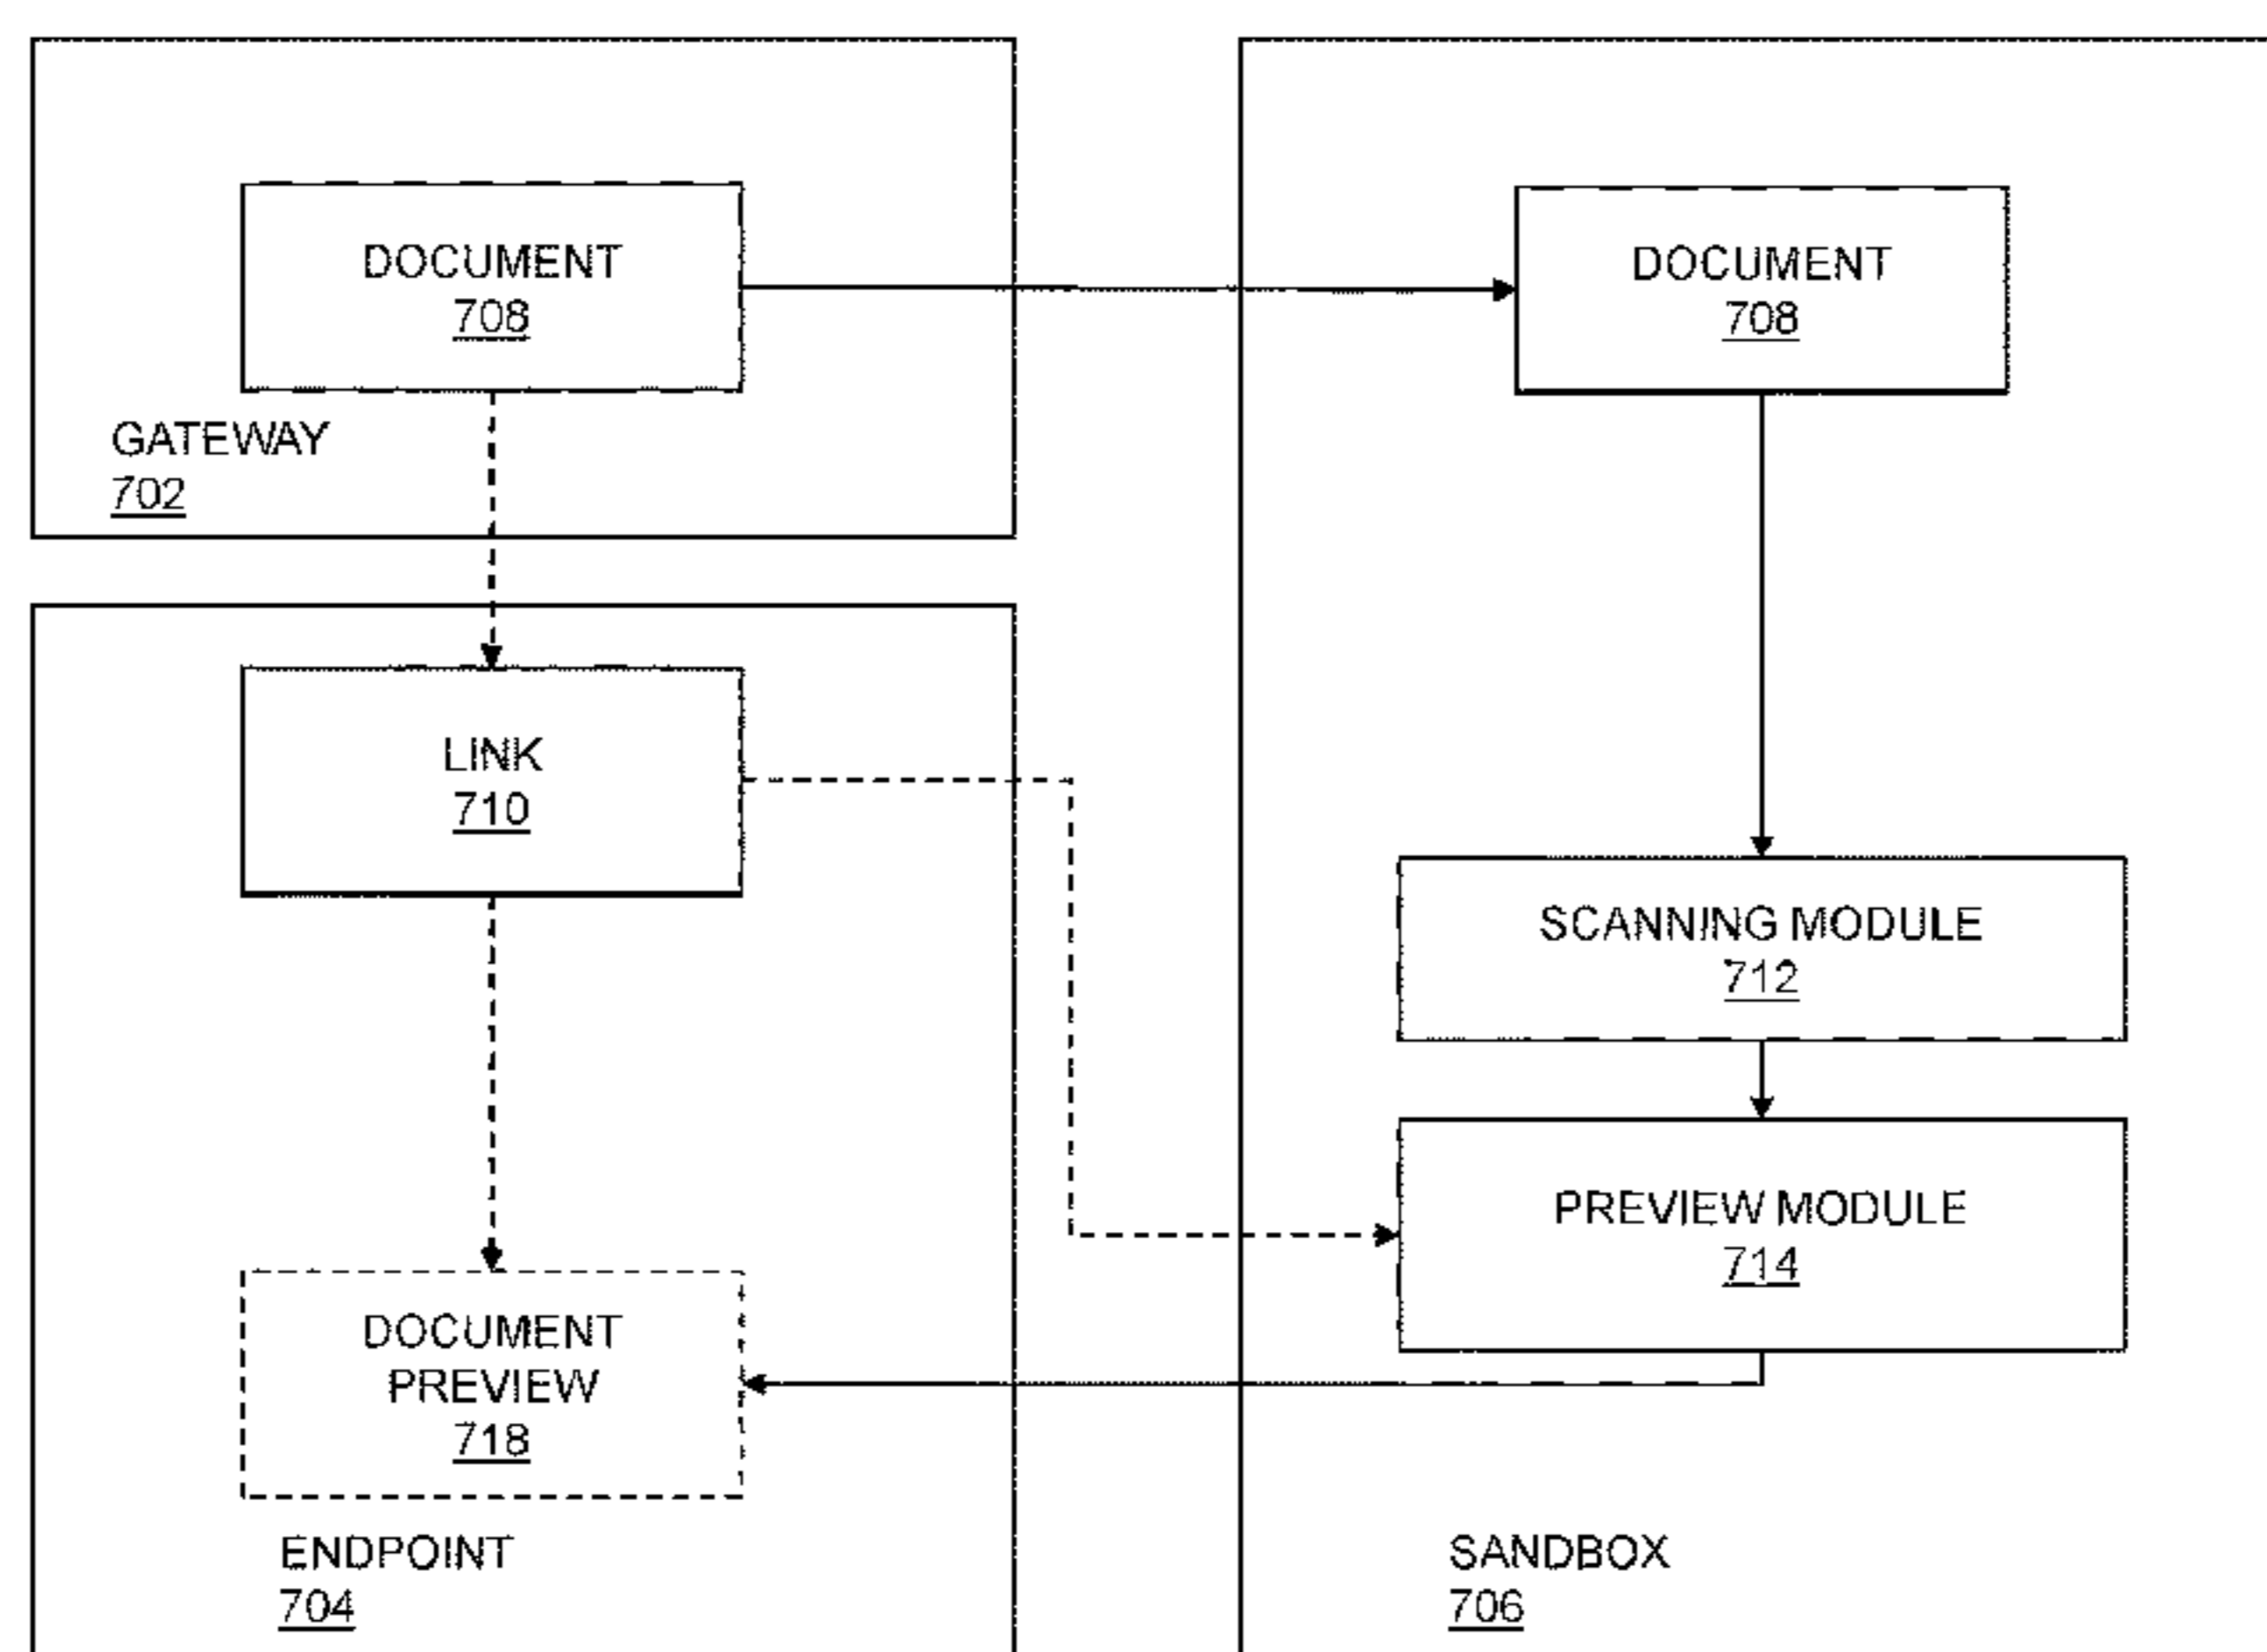 DOCUMENT
708
GATEWAY
702
DOCUMENT
708
LINK
710
SCANNING MODULE
712
PREVIEW MODULE
714
DOCUMENT
PREVIEW
718
ENDPOINT
704
SANDBOX
706